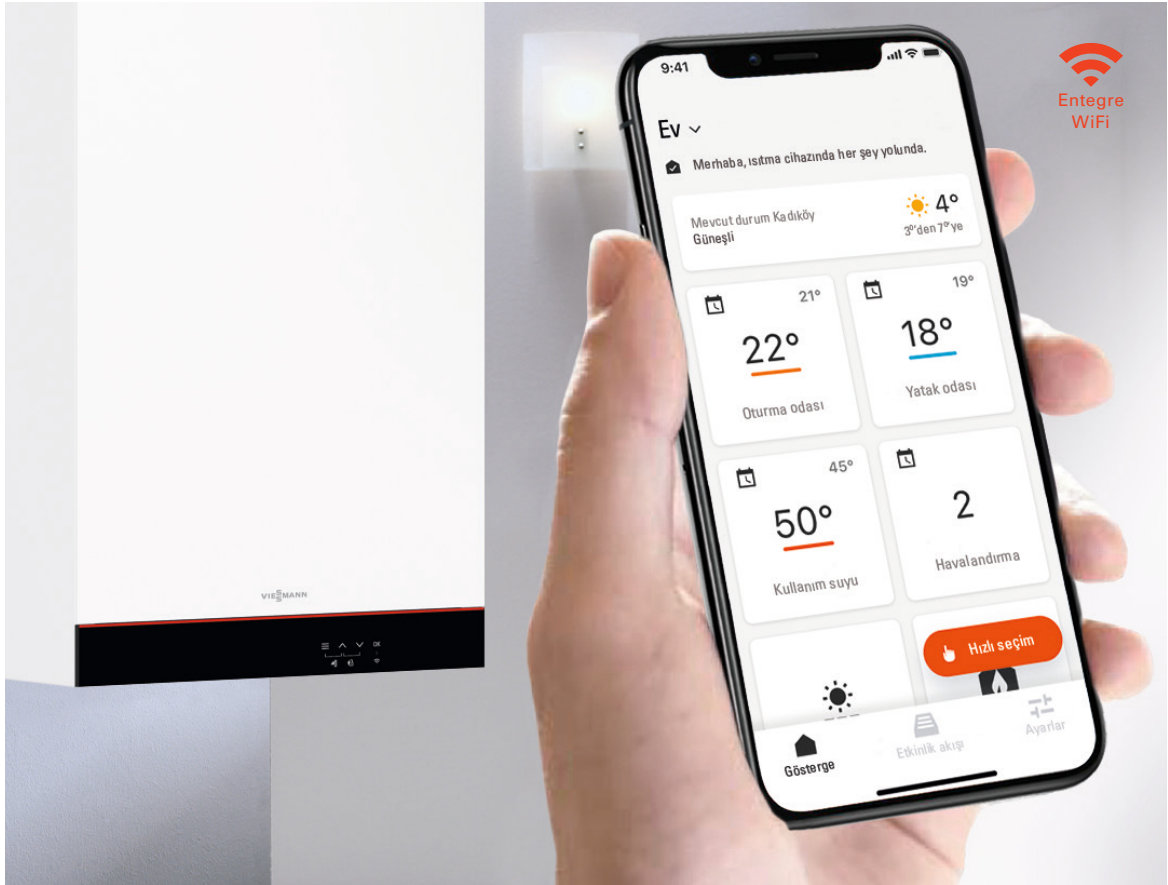 Entegre
WiFi
9:41
Ev
Merhaba, ısıtma cihazında her şey yolunda.
Mevcut durum Kadıköy
Güneşli
4°
3°'den 7°'ye
21°
22°
Oturma odası
19°
18°
Yatak odası
45°
50°
Kullanım suyu
2
Havalandırma
Hızlı seçim
Gösterge
Etkinlik akışı
Ayarlar
VIESMANN
OK